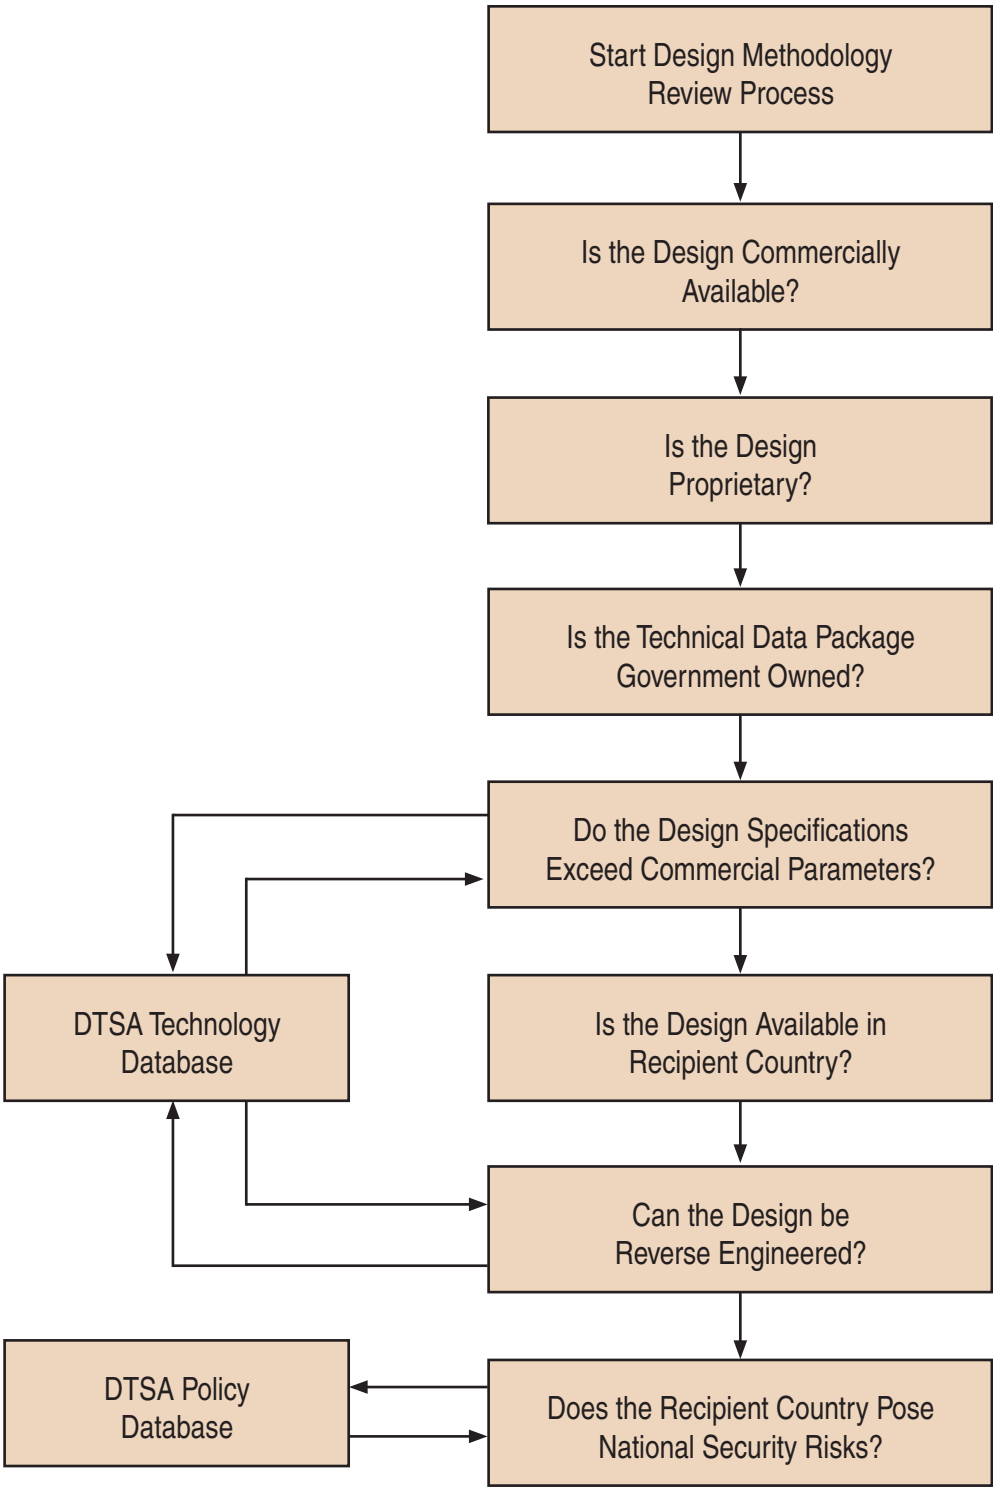 Start Design Methodology
Review Process
Is the Design Commercially
Available?
Is the Design
Proprietary?
Is the Technical Data Package
Government Owned?
Do the Design Specifications
Exceed Commercial Parameters?
DTSA Technology
Database
Is the Design Available in
Recipient Country?
Can the Design be
Reverse Engineered?
DTSA Policy
Database
Does the Recipient Country Pose
National Security Risks?